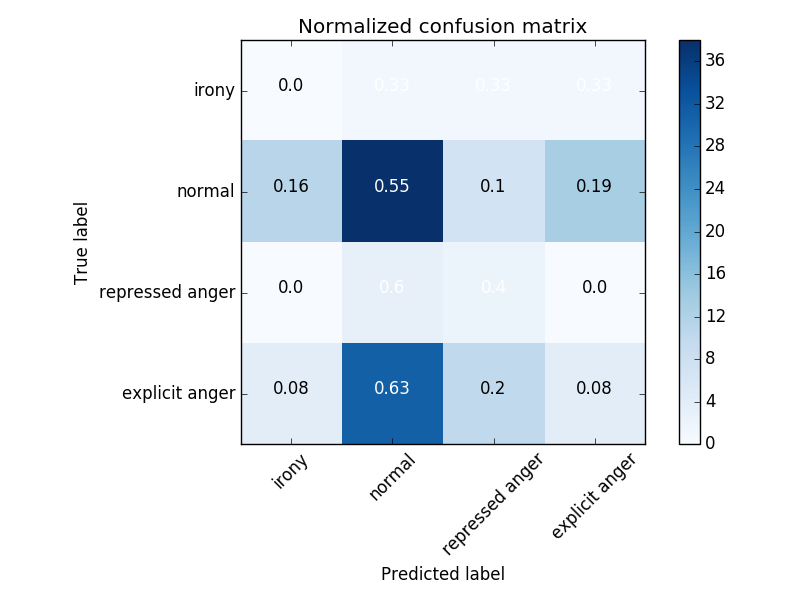 Normalized confusion matrix
irony 0.0 0.33 0.33 0.33
normal 0.16 0.55 0.1 0.19
repressed anger 0.0 0.6 0.4 0.0
explicit anger 0.08 0.63 0.2 0.08
True label
irony normal repressed anger explicit anger
Predicted label
36
32
28
24
20
16
12
8
4
0